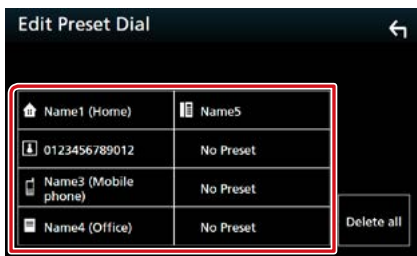 Edit Preset Dial
Name1 (Home)
Name5
0123456789012
No Preset
Name3 (Mobile
phone)
No Preset
Name4 (Office)
No Preset
Delete all